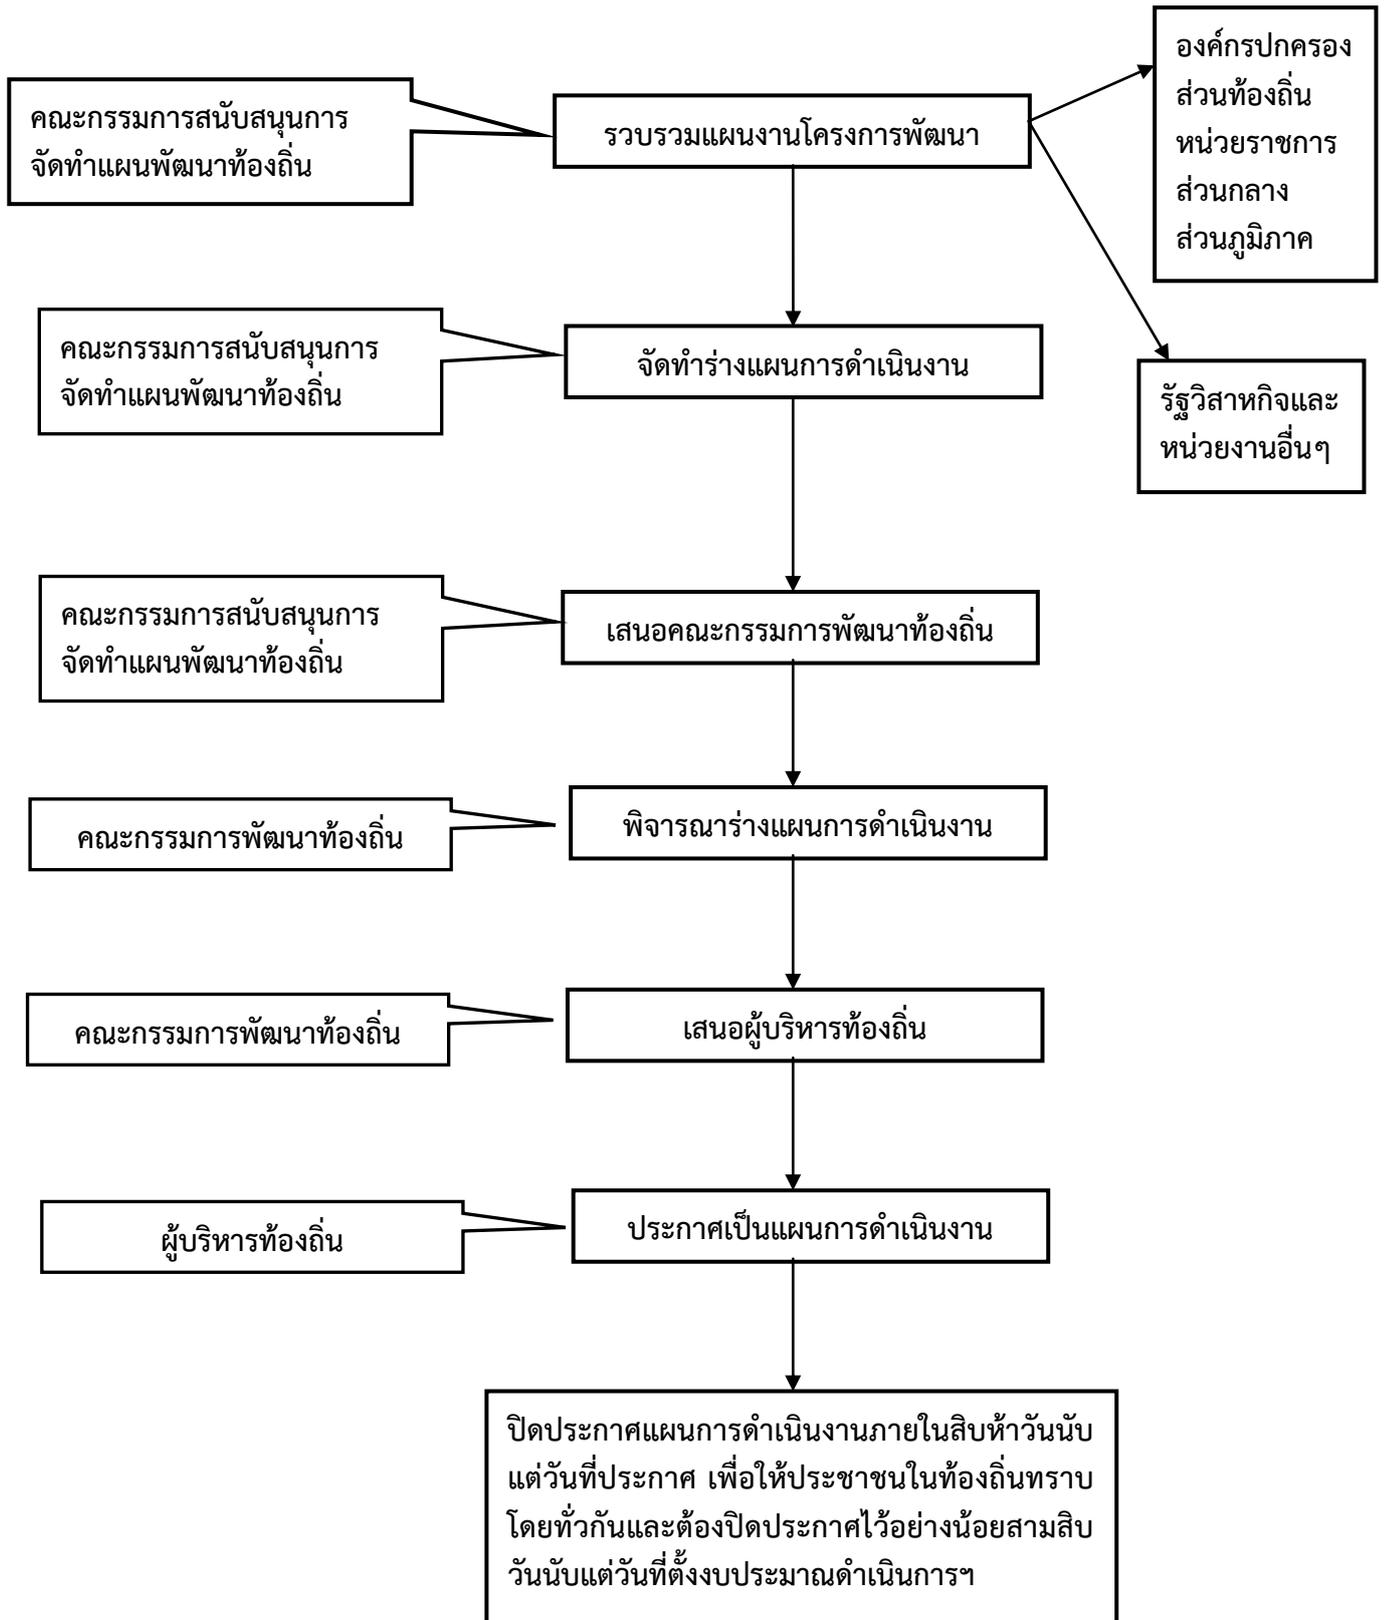 คณะกรรมการสนับสนุนการ
จัดทำแผนพัฒนาท้องถิ่น
รวบรวมแผนงานโครงการพัฒนา
องค์กรปกครอง
ส่วนท้องถิ่น
หน่วยราชการ
ส่วนกลาง
ส่วนภูมิภาค
คณะกรรมการสนับสนุนการ
จัดทำแผนพัฒนาท้องถิ่น
จัดทำร่างแผนการดำเนินงาน
รัฐวิสาหกิจและ
หน่วยงานอื่นๆ
คณะกรรมการสนับสนุนการ
จัดทำแผนพัฒนาท้องถิ่น
เสนอคณะกรรมการพัฒนาท้องถิ่น
คณะกรรมการพัฒนาท้องถิ่น
พิจารณาร่างแผนการดำเนินงาน
คณะกรรมการพัฒนาท้องถิ่น
เสนอผู้บริหารท้องถิ่น
ผู้บริหารท้องถิ่น
ประกาศเป็นแผนการดำเนินงาน
ปิดประกาศแผนการดำเนินงานภายในสิบห้าวันนับ
แต่วันที่ประกาศ เพื่อให้ประชาชนในท้องถิ่นทราบ
โดยทั่วกันและต้องปิดประกาศไว้อย่างน้อยสามสิบ
วันนับแต่วันที่ตั้งงบประมาณดำเนินการฯ